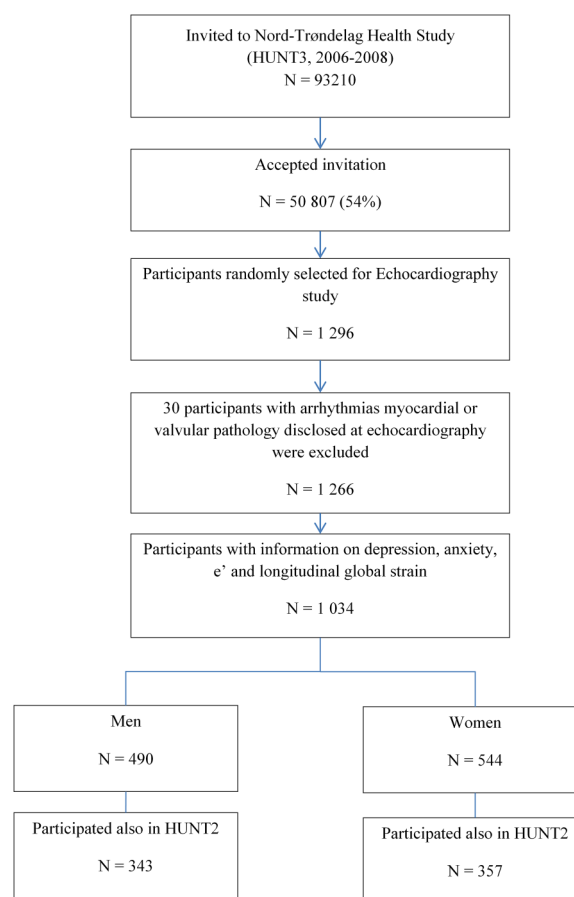 Invited to Nord-Trøndelag Health Study
(HUNT3, 2006-2008)
N = 93210
Accepted invitation
N = 50 807 (54%)
Participants randomly selected for Echocardiography
study
N = 1 296
30 participants with arrhythmias myocardial or
valvular pathology disclosed at echocardiography
were excluded
N = 1 266
Participants with information on depression, anxiety,
e’ and longitudinal global strain
N = 1 034
Men
N = 490
Women
N = 544
Participated also in HUNT2
N = 343
Participated also in HUNT2
N = 357